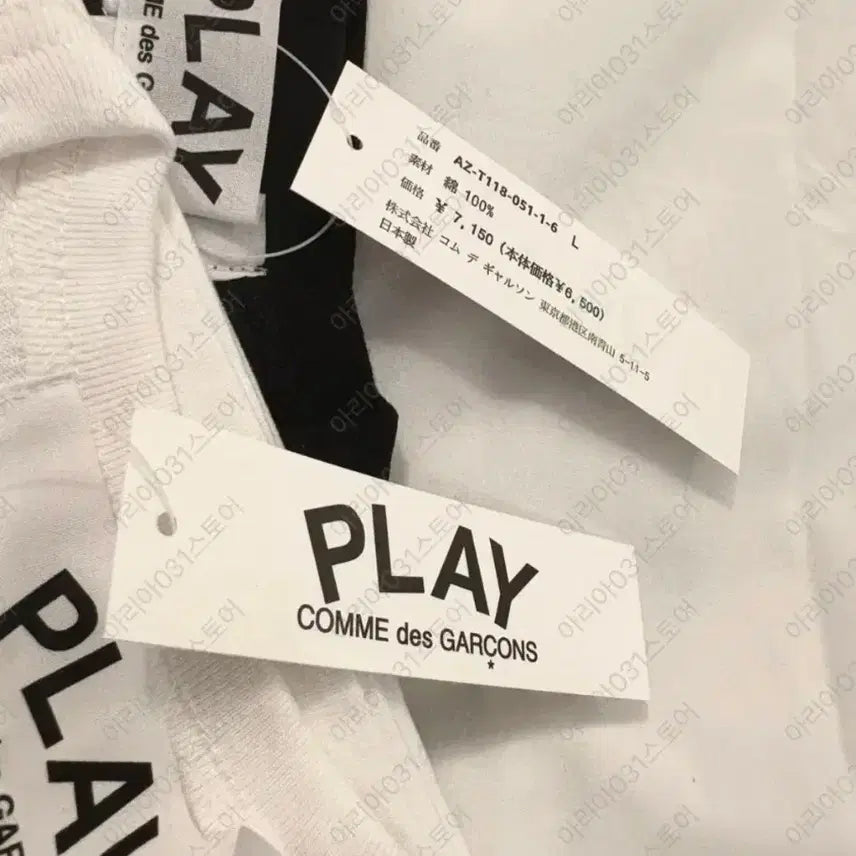 PLAY
OMME des G
品番 AZ-T118-051-1-6 L
素材 綿 100%
価格 ¥ 7,150 (本体価格¥6,500)
株式会社 コム デ ギャルソン 東京都港区南青山 5-11-5
日本製
PLAY
COMME des GARÇONS
PLAY
GAR
아리아031스토어